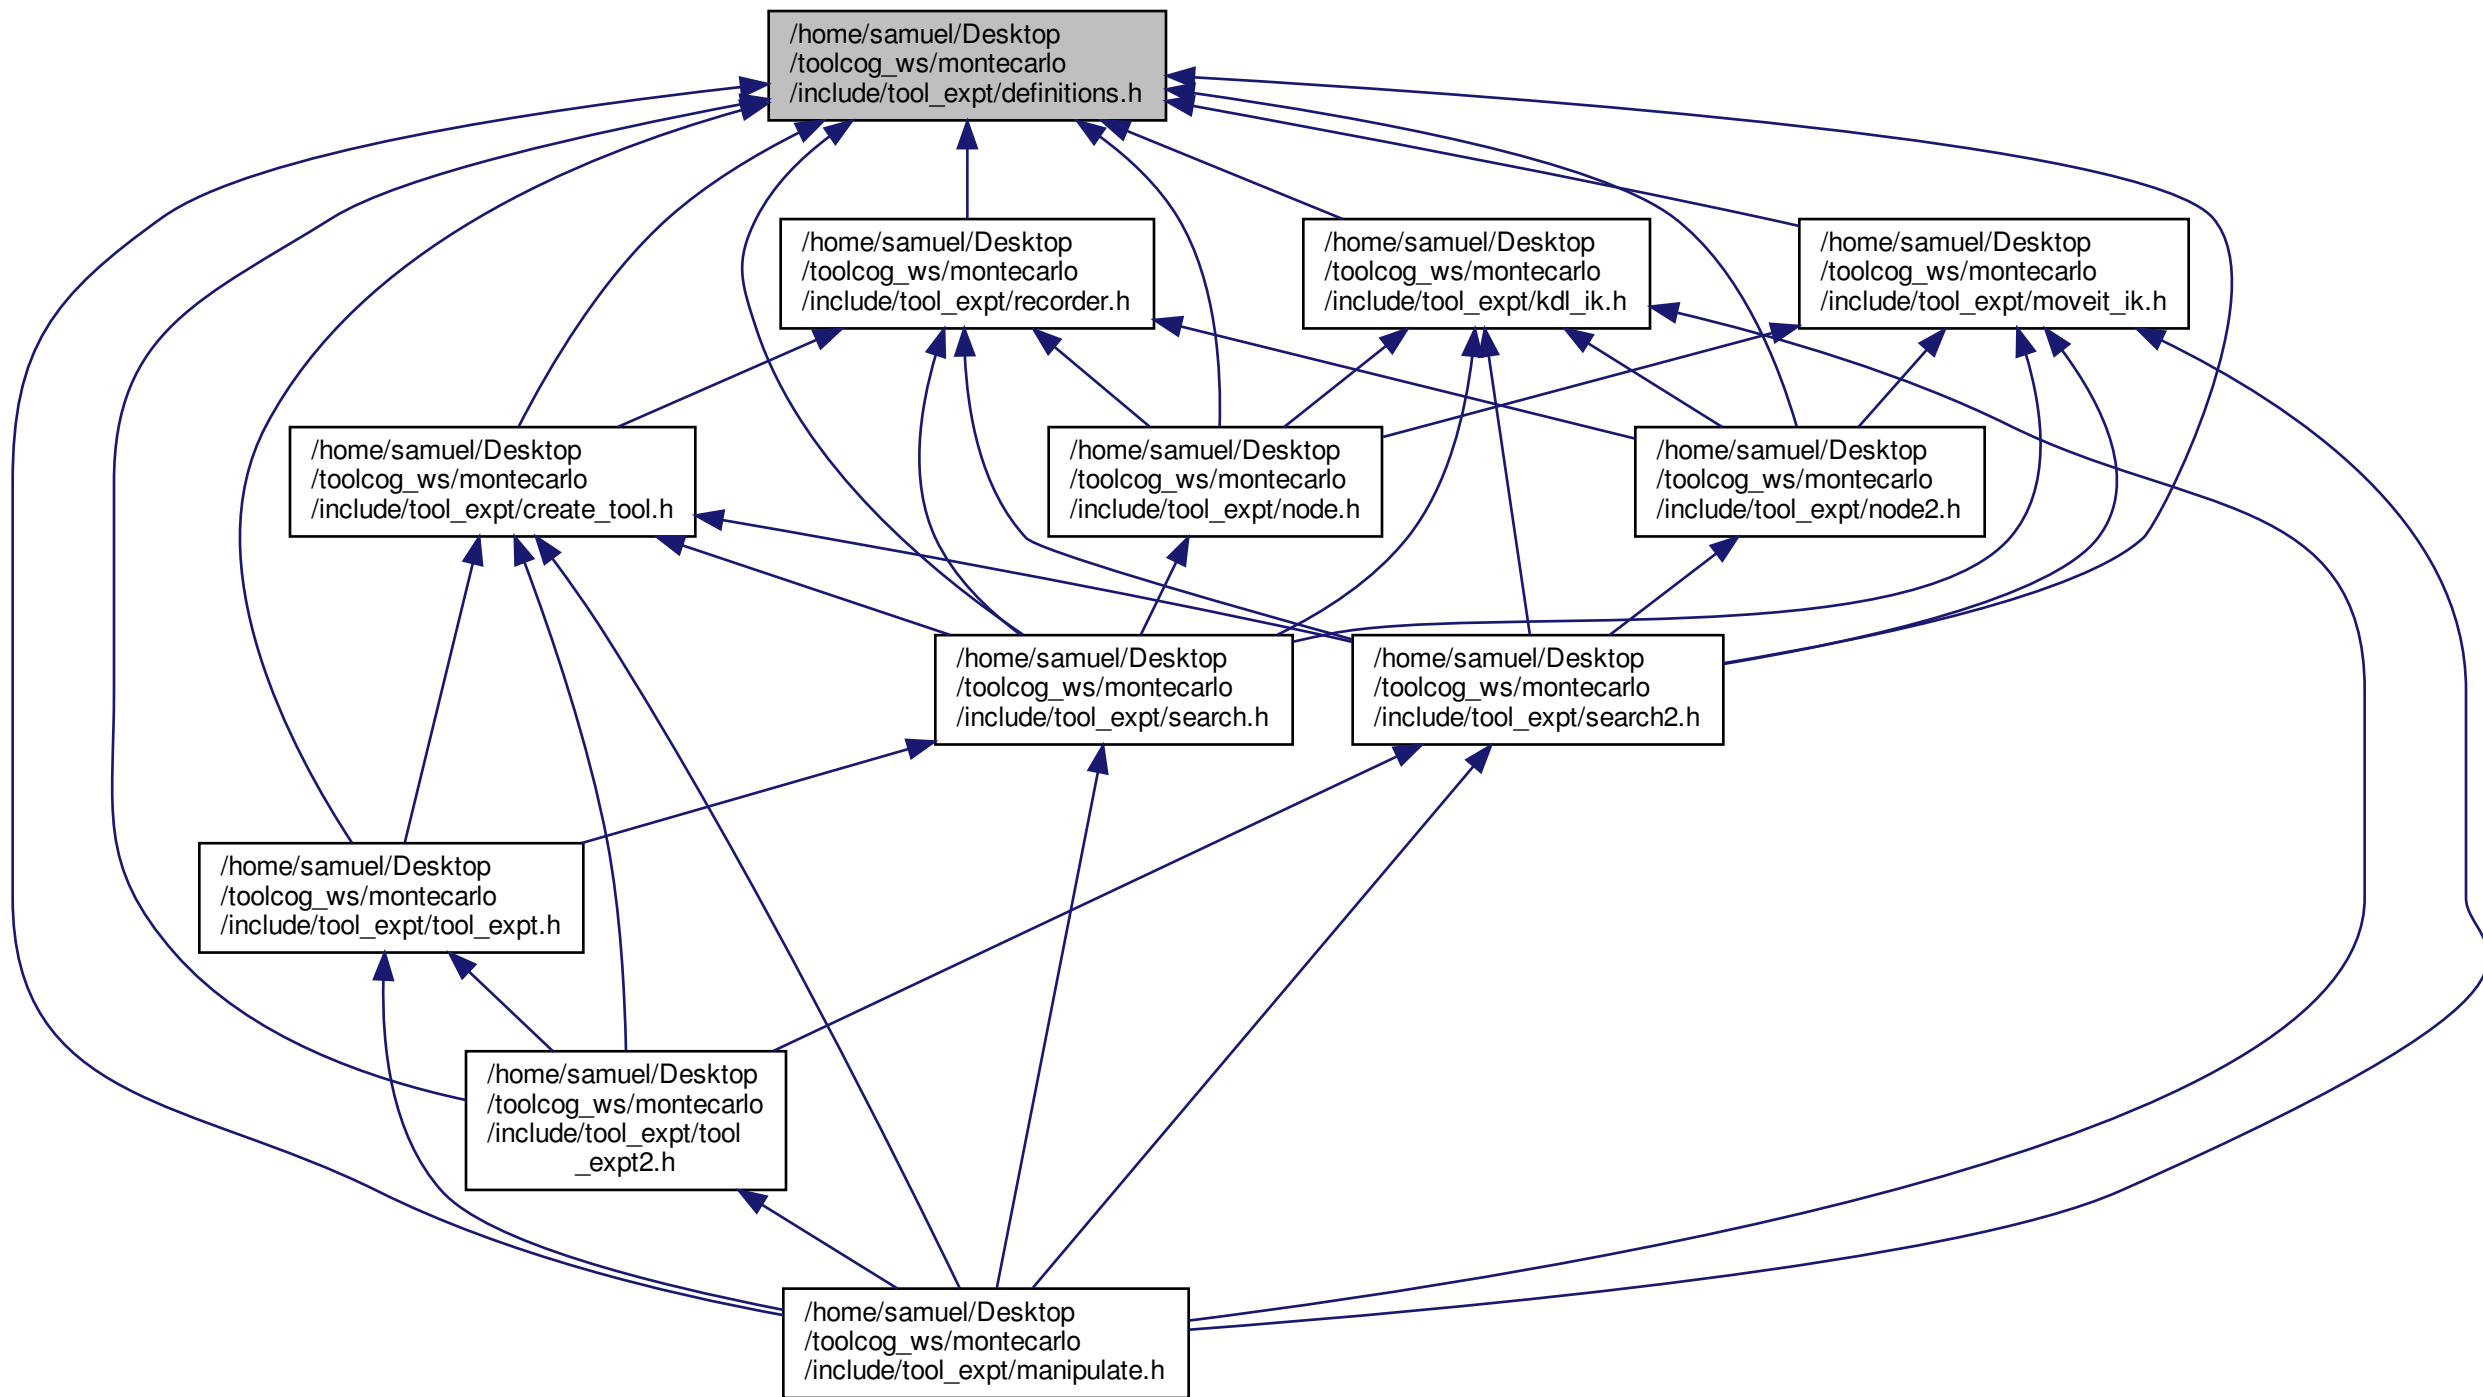 /home/samuel/Desktop
/toolcog_ws/montecarlo
/include/tool_expt/definitions.h
/home/samuel/Desktop
/toolcog_ws/montecarlo
/include/tool_expt/recorder.h
/home/samuel/Desktop
/toolcog_ws/montecarlo
/include/tool_expt/kdl_ik.h
/home/samuel/Desktop
/toolcog_ws/montecarlo
/include/tool_expt/moveit_ik.h
/home/samuel/Desktop
/toolcog_ws/montecarlo
/include/tool_expt/create_tool.h
/home/samuel/Desktop
/toolcog_ws/montecarlo
/include/tool_expt/node.h
/home/samuel/Desktop
/toolcog_ws/montecarlo
/include/tool_expt/node2.h
/home/samuel/Desktop
/toolcog_ws/montecarlo
/include/tool_expt/search.h
/home/samuel/Desktop
/toolcog_ws/montecarlo
/include/tool_expt/search2.h
/home/samuel/Desktop
/toolcog_ws/montecarlo
/include/tool_expt/tool_expt.h
/home/samuel/Desktop
/toolcog_ws/montecarlo
/include/tool_expt/tool
_expt2.h
/home/samuel/Desktop
/toolcog_ws/montecarlo
/include/tool_expt/manipulate.h